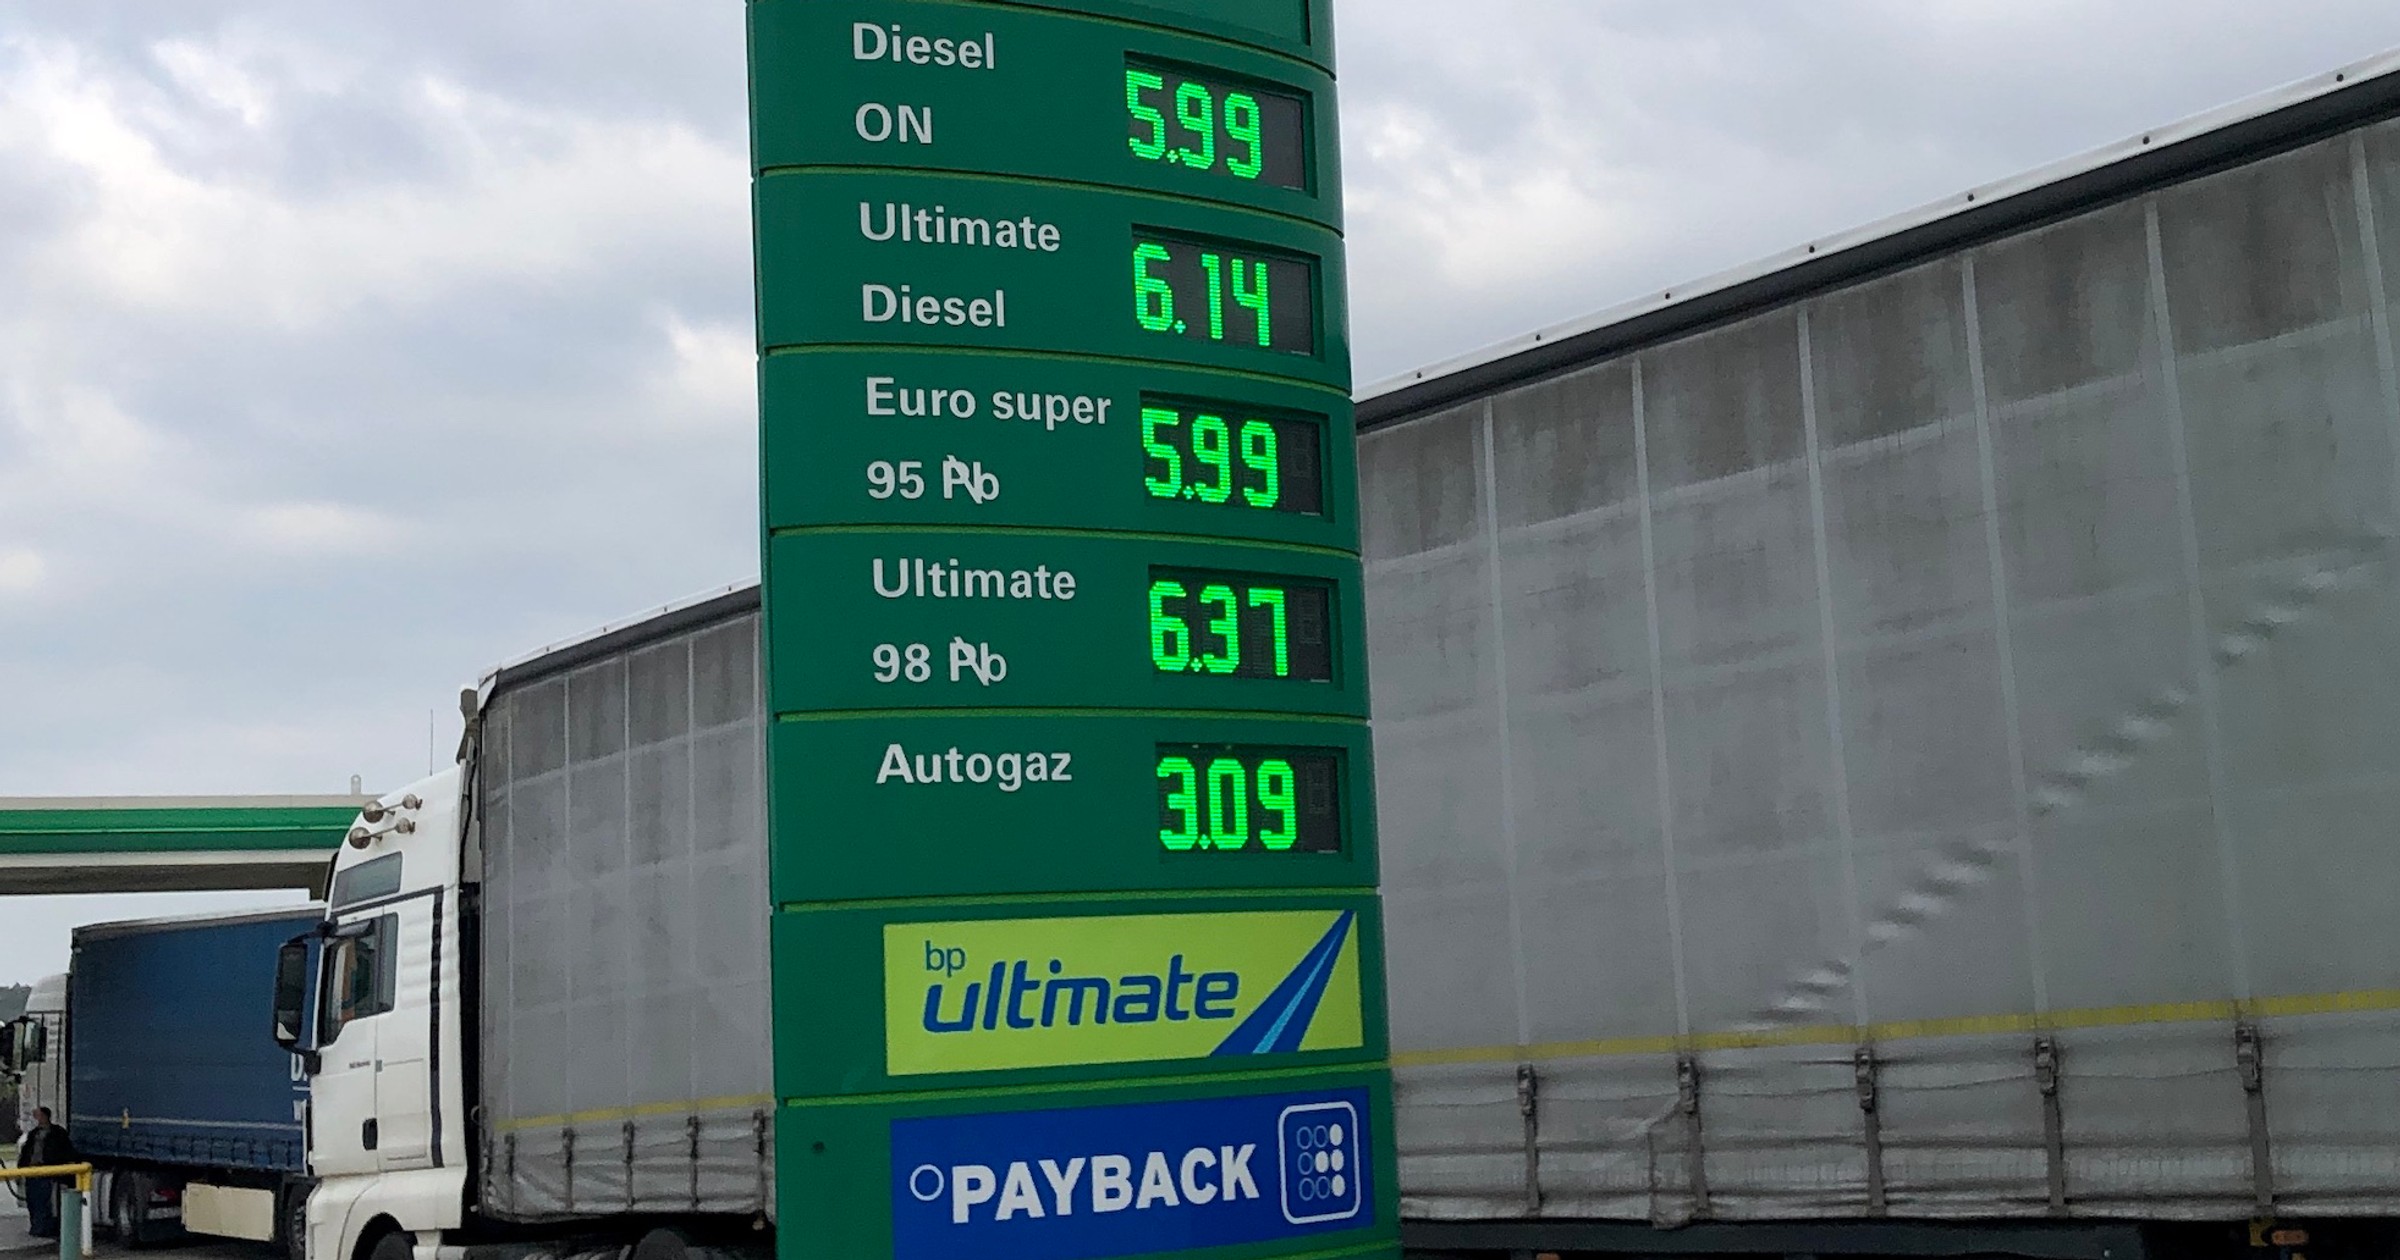 Diesel
ON
5.99
Ultimate
Diesel
6.14
Euro super
95 Pb
5.99
Ultimate
98 Pb
6.37
Autogaz
3.09
bp
ultimate
PAYBACK